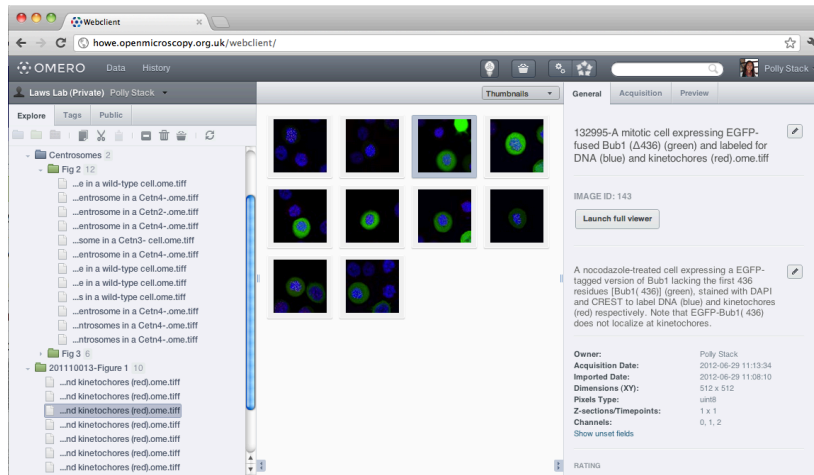 Webclient
howe.openmicroscopy.org.uk/webclient/
OMERO Data History Polly Stack
Laws Lab (Private) Polly Stack
Thumbnails
General Acquisition Preview
Explore Tags Public
Centrosomes 2
Fig 2 12
...e in a wild-type cell.ome.tiff
...entrosome in a Cetn4-.ome.tiff
...entrosome in a Cetn2-.ome.tiff
...entrosome in a Cetn4-.ome.tiff
...some in a Cetn3- cell.ome.tiff
...entrosome in a Cetn4-.ome.tiff
...e in a wild-type cell.ome.tiff
...e in a wild-type cell.ome.tiff
...s in a wild-type cell.ome.tiff
...entrosome in a Cetn4-.ome.tiff
...ntrosomes in a Cetn4-.ome.tiff
...ntrosomes in a Cetn4-.ome.tiff
Fig 3 6
201110013-Figure 1 10
...nd kinetochores (red).ome.tiff
...nd kinetochores (red).ome.tiff
...nd kinetochores (red).ome.tiff
...nd kinetochores (red).ome.tiff
...nd kinetochores (red).ome.tiff
...nd kinetochores (red).ome.tiff
...nd kinetochores (red).ome.tiff
132995-A mitotic cell expressing EGFP-
fused Bub1 (Δ436) (green) and labeled for
DNA (blue) and kinetochores (red).ome.tiff
IMAGE ID: 143
Launch full viewer
A nocodazole-treated cell expressing a EGFP-
tagged version of Bub1 lacking the first 436
residues [Bub1( 436)] (green), stained with DAPI
and CREST to label DNA (blue) and kinetochores
(red) respectively. Note that EGFP-Bub1( 436)
does not localize at kinetochores.
Owner: Polly Stack
Acquisition Date: 2012-06-29 11:13:34
Imported Date: 2012-06-29 11:08:10
Dimensions (XY): 512 x 512
Pixels Type: uint8
Z-sections/Timepoints: 1 x 1
Channels: 0, 1, 2
Show unset fields
RATING